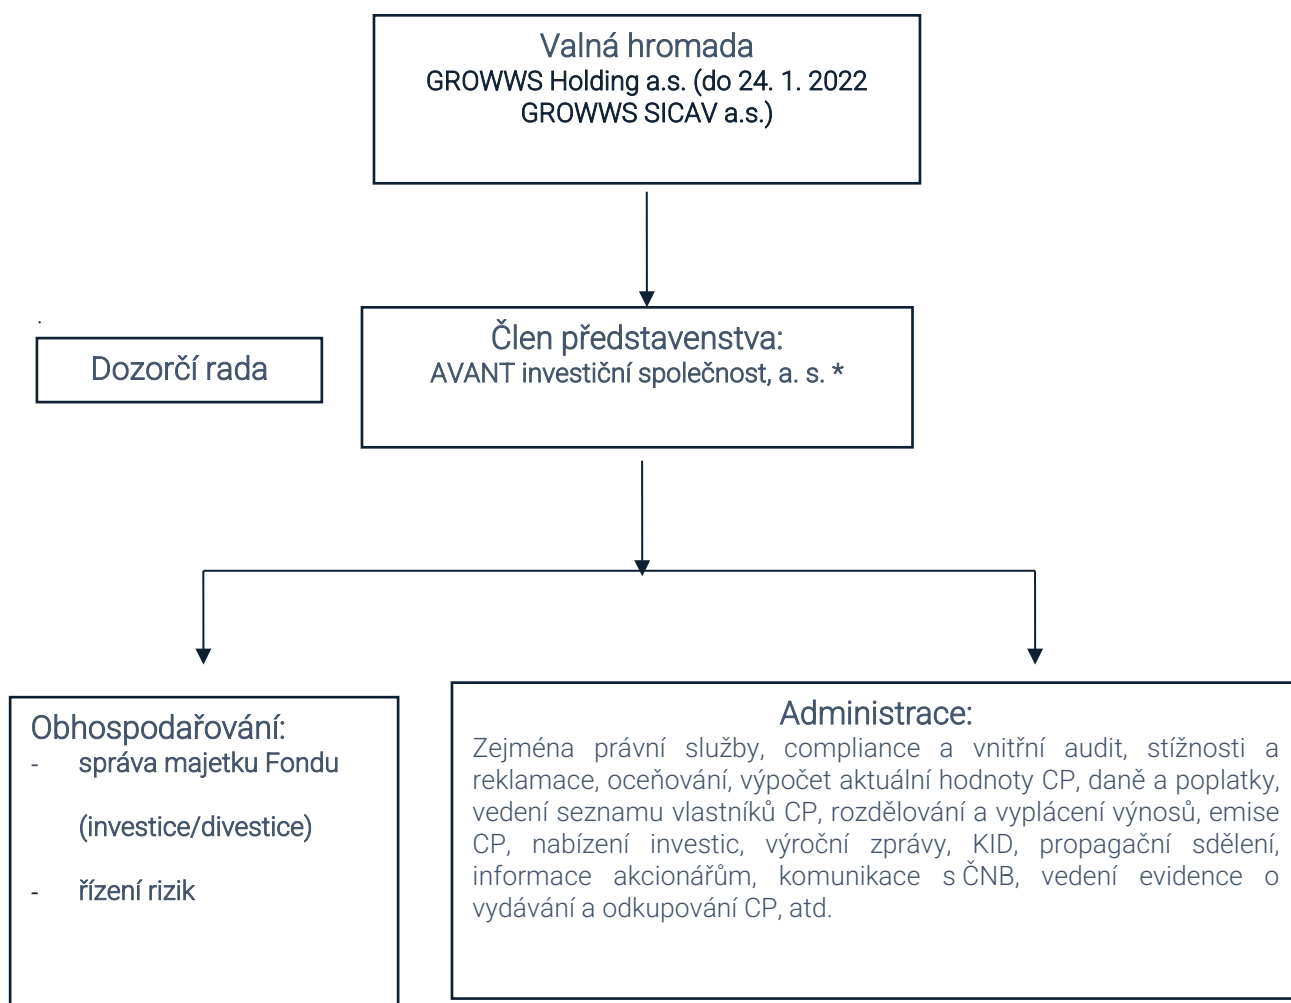 Valná hromada
GROWWS Holding a.s. (do 24. 1. 2022
GROWWS SICAV a.s.)
.
Dozorčí rada
Člen představenstva:
AVANT investiční společnost, a. s. *
Obhospodařování:
- správa majetku Fondu
(investice/divestice)
- řízení rizik
Administrace:
Zejména právní služby, compliance a vnitřní audit, stížnosti a
reklamace, oceňování, výpočet aktuální hodnoty CP, daně a poplatky,
vedení seznamu vlastníků CP, rozdělování a vyplácení výnosů, emise
CP, nabízení investic, výroční zprávy, KID, propagační sdělení,
informace akcionářům, komunikace s ČNB, vedení evidence o
vydávání a odkupování CP, atd.